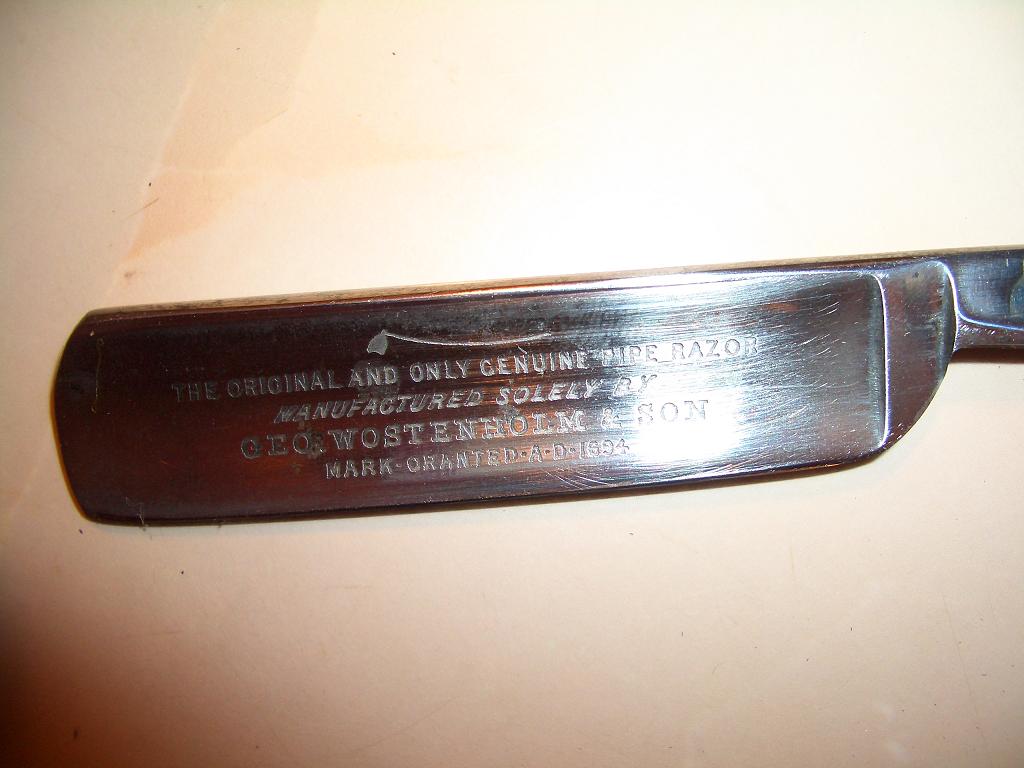 THE ORIGINAL AND ONLY GENUINE PIPE RAZOR
MANUFACTURED SOLELY BY
GEO. WOSTENHOLM & SON
MARK-GRANTED-A-D-1694